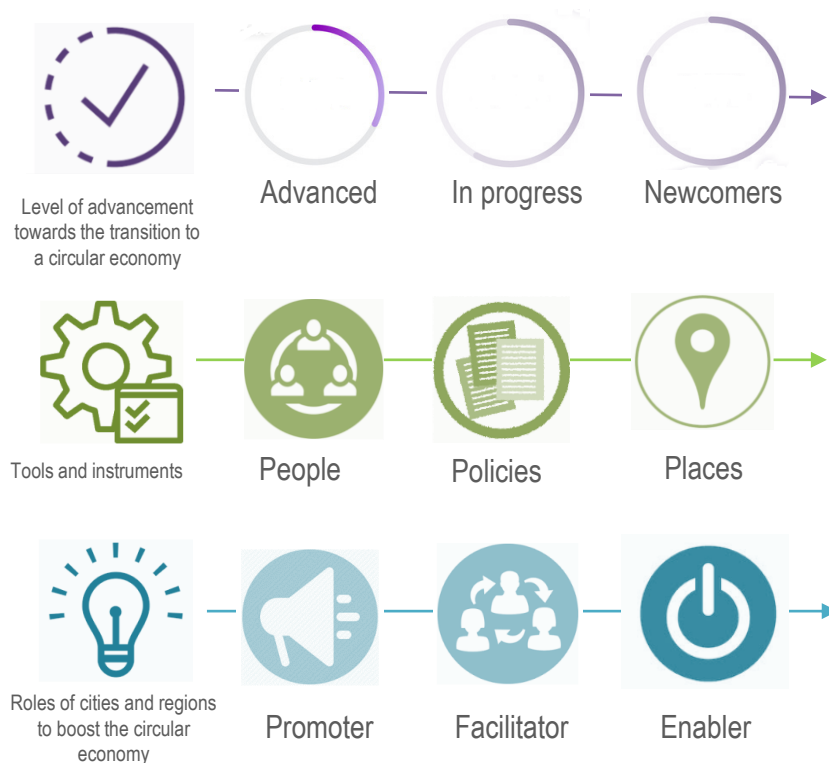 Advanced
In progress
Newcomers
Level of advancement
towards the transition to
a circular economy
Tools and instruments
People
Policies
Places
Roles of cities and regions
to boost the circular
economy
Promoter
Facilitator
Enabler